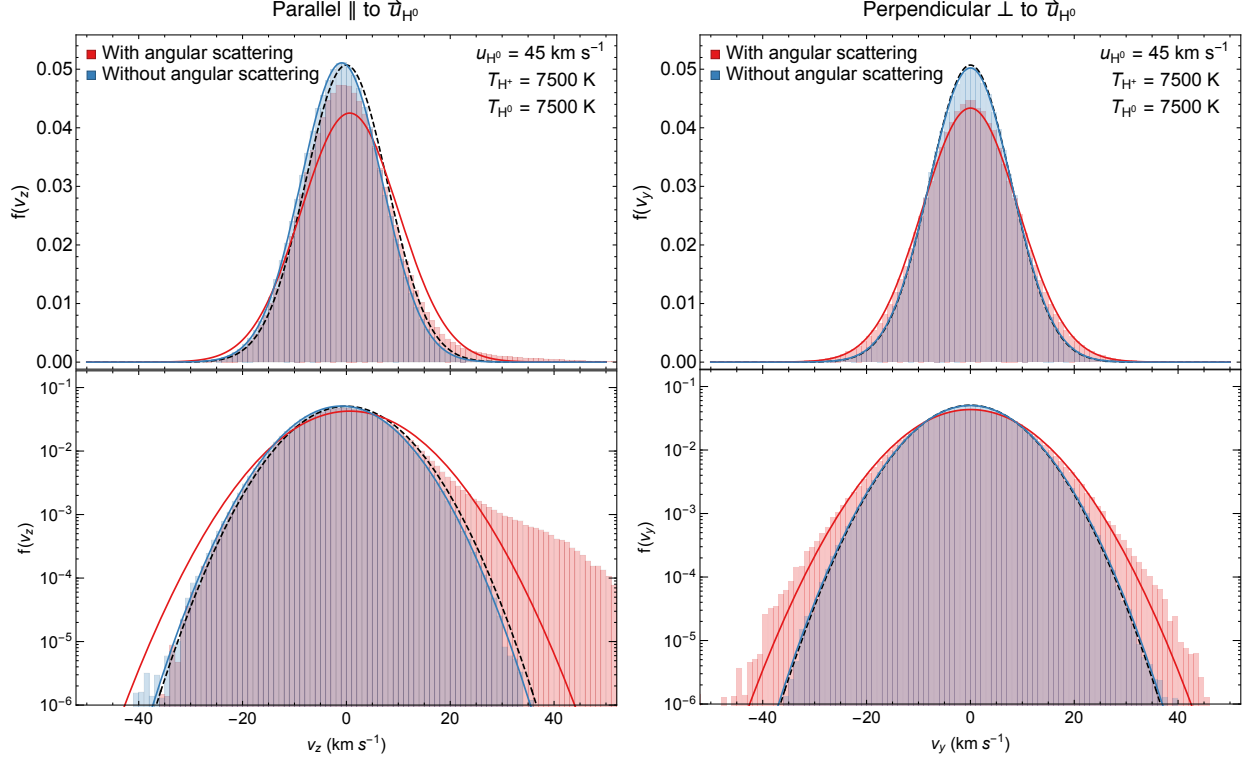 Parallel ∥ to u⃗_H⁰
With angular scattering
Without angular scattering
u_H⁰ = 45 km s⁻¹
T_H⁺ = 7500 K
T_H⁰ = 7500 K
f(v_z)
0.05
0.04
0.03
0.02
0.01
0.00
f(v_z)
10⁻¹
10⁻²
10⁻³
10⁻⁴
10⁻⁵
10⁻⁶
−40 −20 0 20 40
v_z (km s⁻¹)
Perpendicular ⊥ to u⃗_H⁰
With angular scattering
Without angular scattering
u_H⁰ = 45 km s⁻¹
T_H⁺ = 7500 K
T_H⁰ = 7500 K
f(v_y)
0.05
0.04
0.03
0.02
0.01
0.00
f(v_y)
10⁻¹
10⁻²
10⁻³
10⁻⁴
10⁻⁵
10⁻⁶
−40 −20 0 20 40
v_y (km s⁻¹)